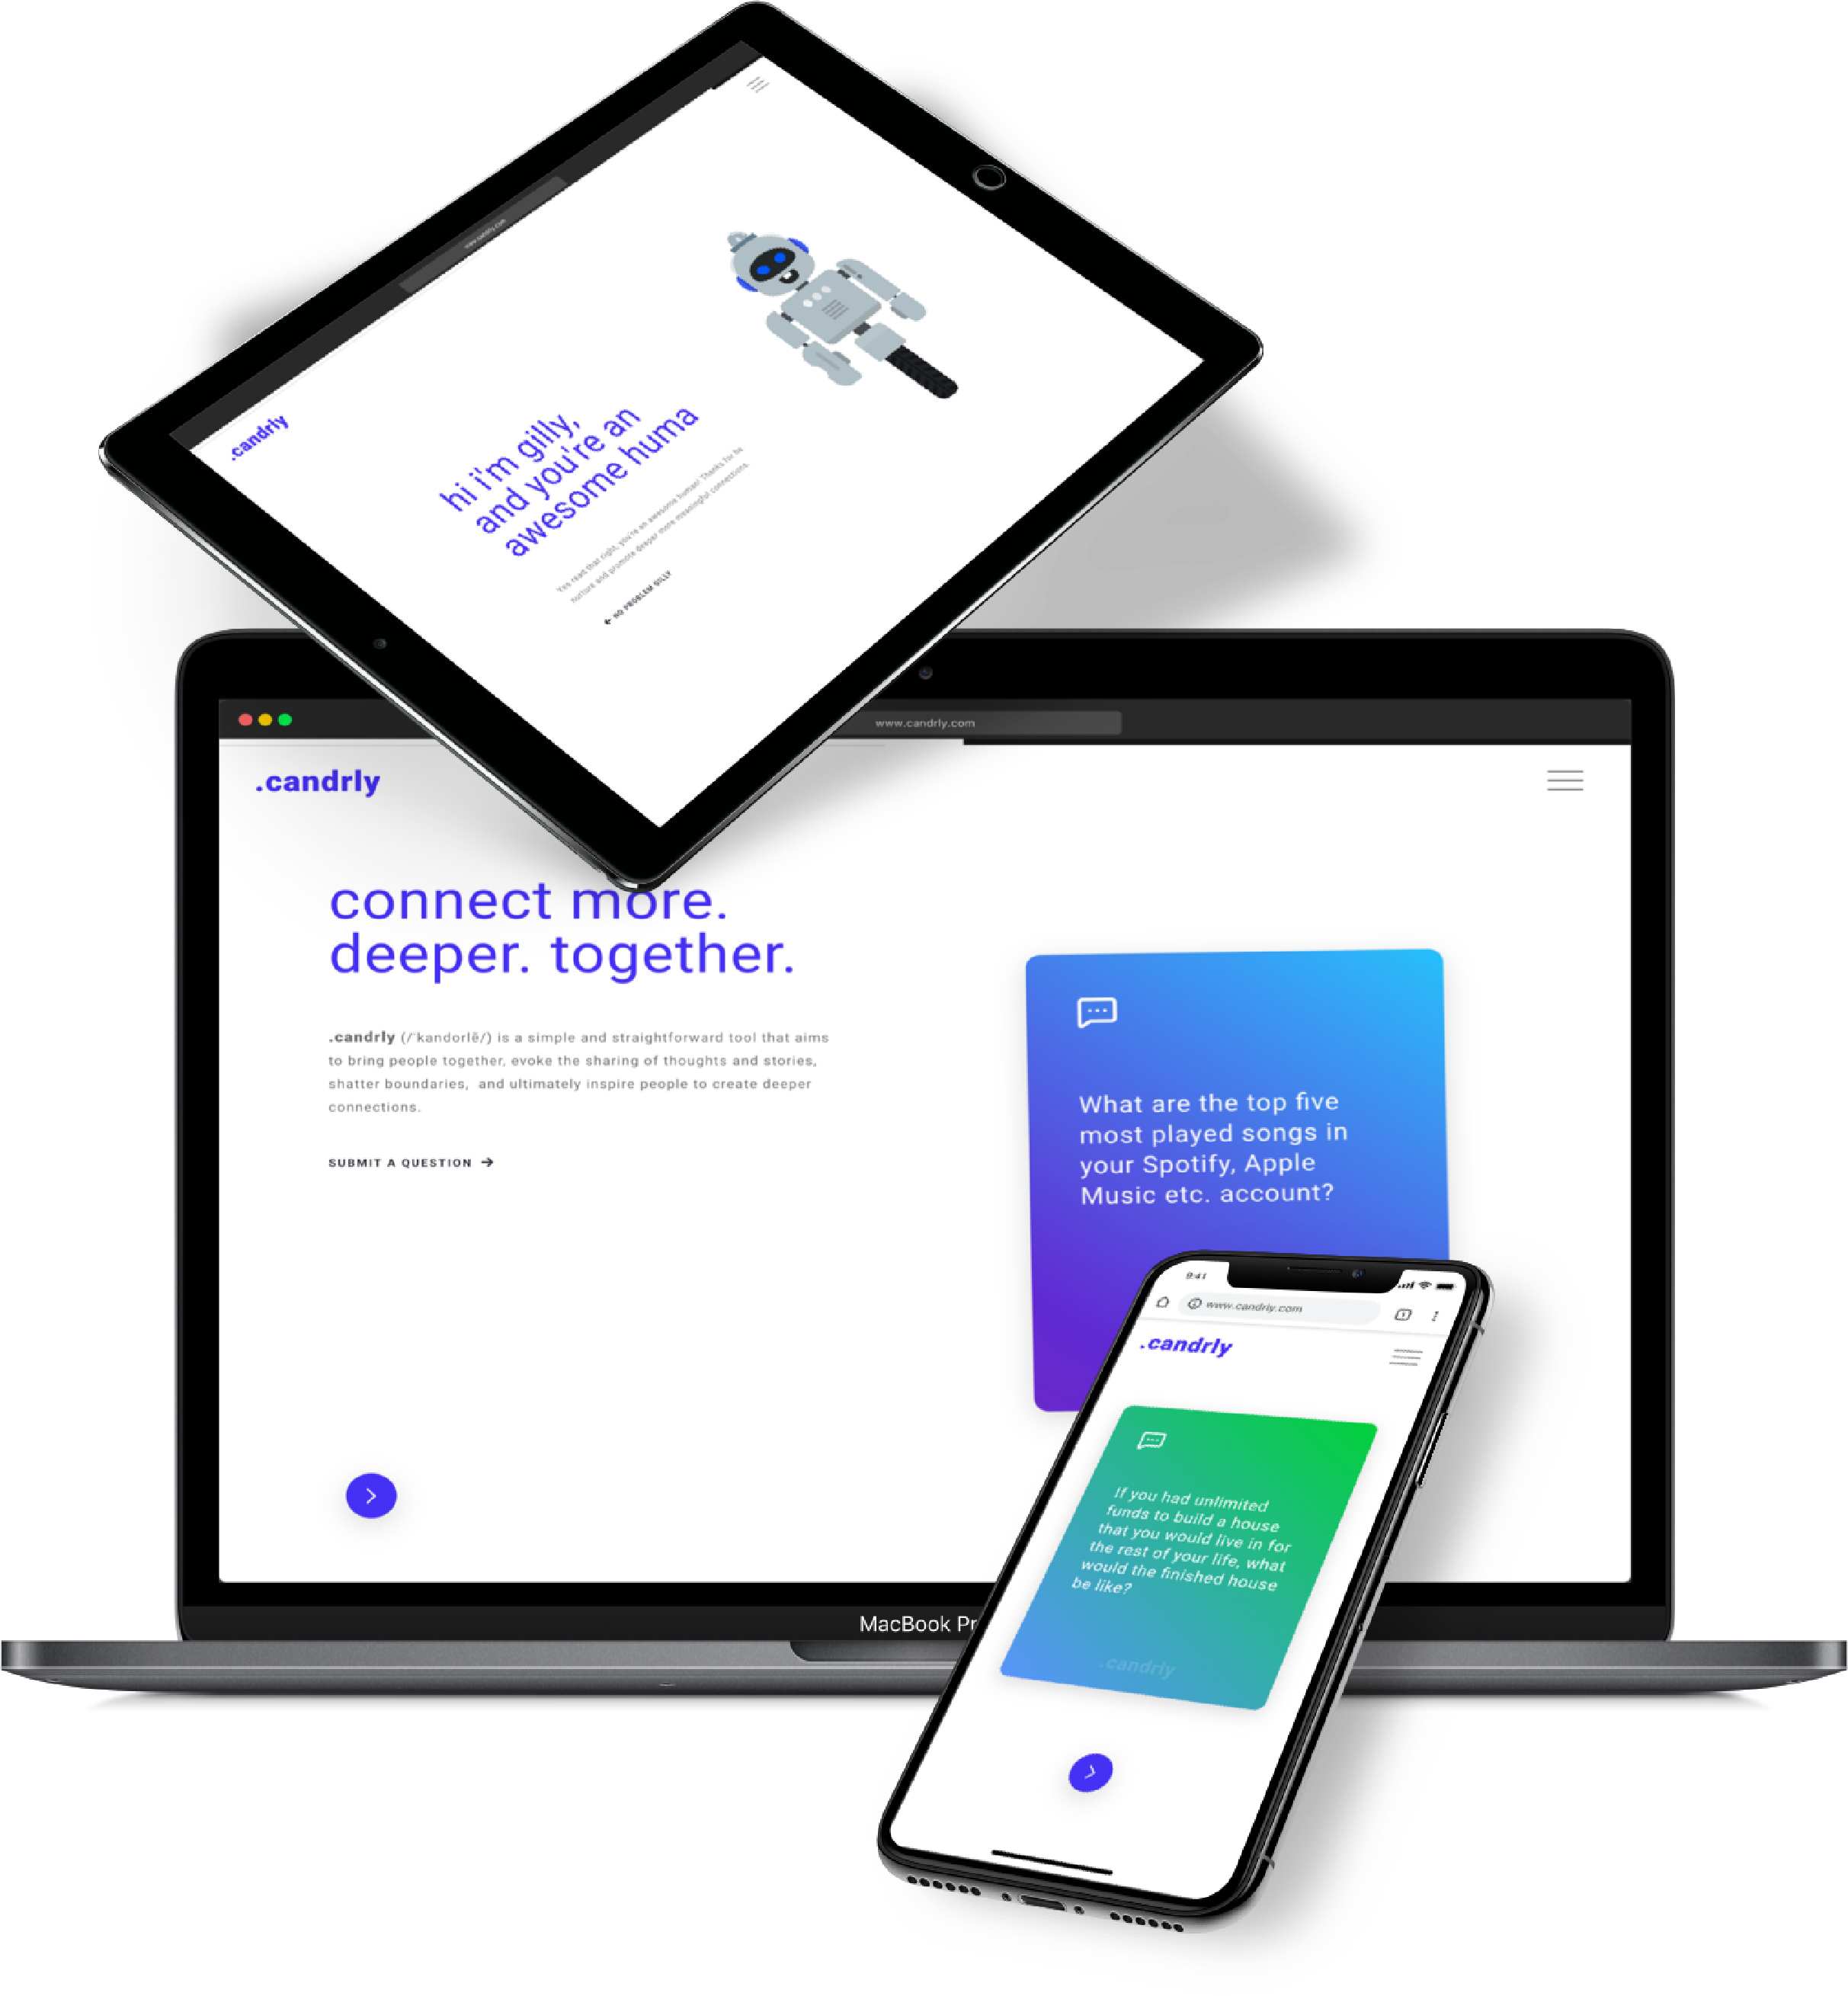 www.candrly.com
.candrly
hi i'm gilly,
and you're an
awesome huma
You read that right, you're an awesome human! Thanks for be
nurture and promote deeper more meaningful connections.
NO PROBLEM GILLY
www.candrly.com
.candrly
connect more.
deeper. together.
.candrly (/ˈkandorlē/) is a simple and straightforward tool that aims
to bring people together, evoke the sharing of thoughts and stories,
shatter boundaries, and ultimately inspire people to create deeper
connections.
SUBMIT A QUESTION →
What are the top five
most played songs in
your Spotify, Apple
Music etc. account?
MacBook Pr
9:41
www.candrly.com
.candrly
If you had unlimited
funds to build a house
that you would live in for
the rest of your life, what
would the finished house
be like?
.candrly